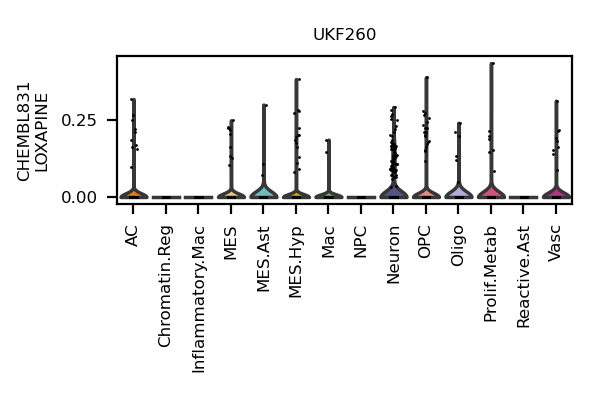 UKF260
CHEMBL831
LOXAPINE
0.25
0.00
AC
Chromatin.Reg
Inflammatory.Mac
MES
MES.Ast
MES.Hyp
Mac
NPC
Neuron
OPC
Oligo
Prolif.Metab
Reactive.Ast
Vasc